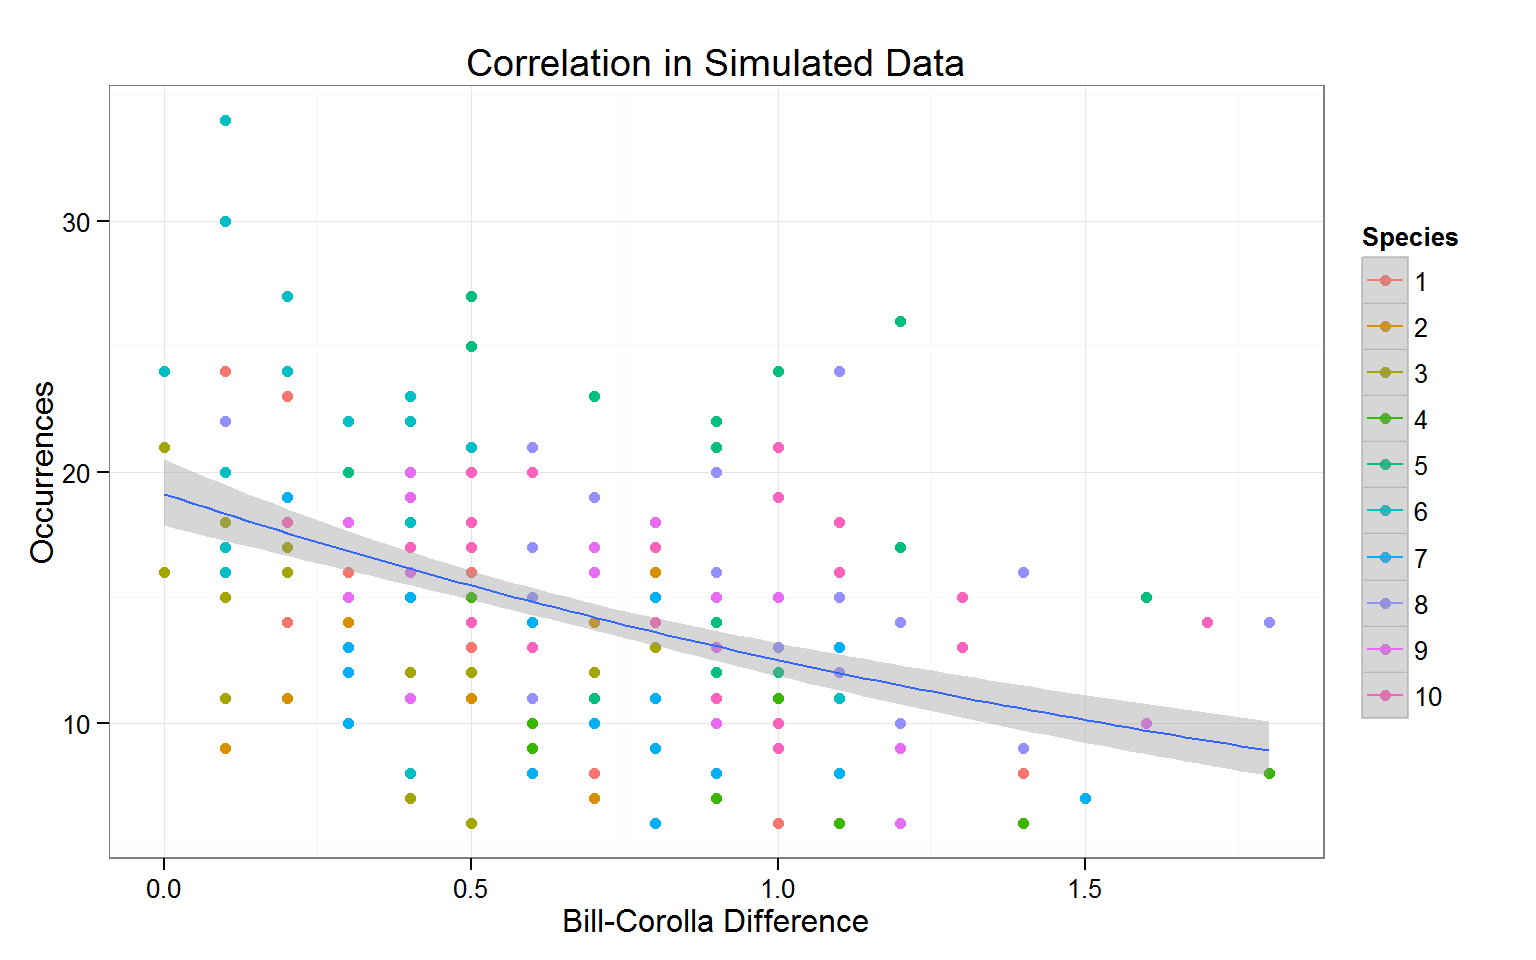 Correlation in Simulated Data
Occurrences
30
20
10
0.0 0.5 1.0 1.5
Bill-Corolla Difference
Species
1
2
3
4
5
6
7
8
9
10